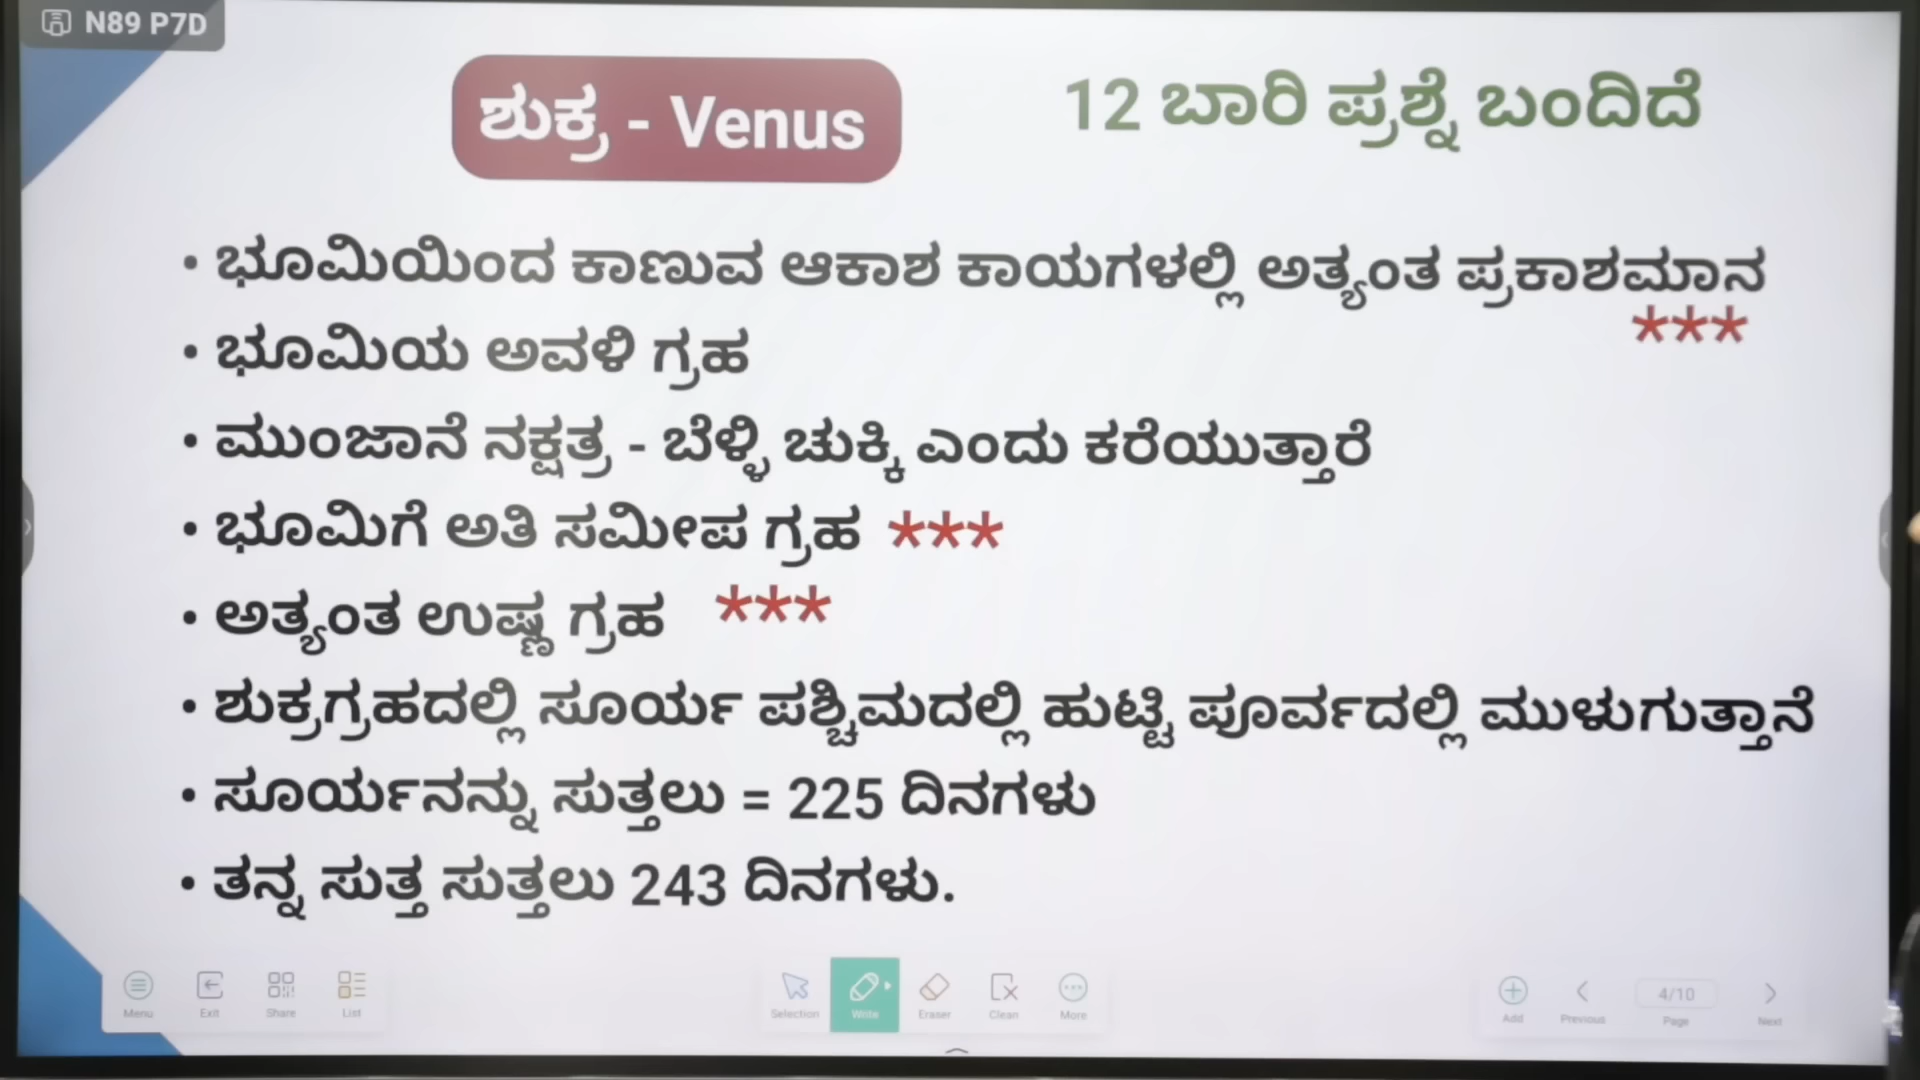 N89 P7D
ಶುಕ್ರ - Venus
12 ಬಾರಿ ಪ್ರಶ್ನೆ ಬಂದಿದೆ
• ಭೂಮಿಯಿಂದ ಕಾಣುವ ಆಕಾಶ ಕಾಯಗಳಲ್ಲಿ ಅತ್ಯಂತ ಪ್ರಕಾಶಮಾನ
***
• ಭೂಮಿಯ ಅವಳಿ ಗ್ರಹ
• ಮುಂಜಾನೆ ನಕ್ಷತ್ರ - ಬೆಳ್ಳಿ ಚುಕ್ಕಿ ಎಂದು ಕರೆಯುತ್ತಾರೆ
• ಭೂಮಿಗೆ ಅತಿ ಸಮೀಪ ಗ್ರಹ ***
• ಅತ್ಯಂತ ಉಷ್ಣ ಗ್ರಹ ***
• ಶುಕ್ರಗ್ರಹದಲ್ಲಿ ಸೂರ್ಯ ಪಶ್ಚಿಮದಲ್ಲಿ ಹುಟ್ಟಿ ಪೂರ್ವದಲ್ಲಿ ಮುಳುಗುತ್ತಾನೆ
• ಸೂರ್ಯನನ್ನು ಸುತ್ತಲು = 225 ದಿನಗಳು
• ತನ್ನ ಸುತ್ತ ಸುತ್ತಲು 243 ದಿನಗಳು.
Menu Exit Share List Selection Write Eraser Clean More Add Previous 4/10 Page Next